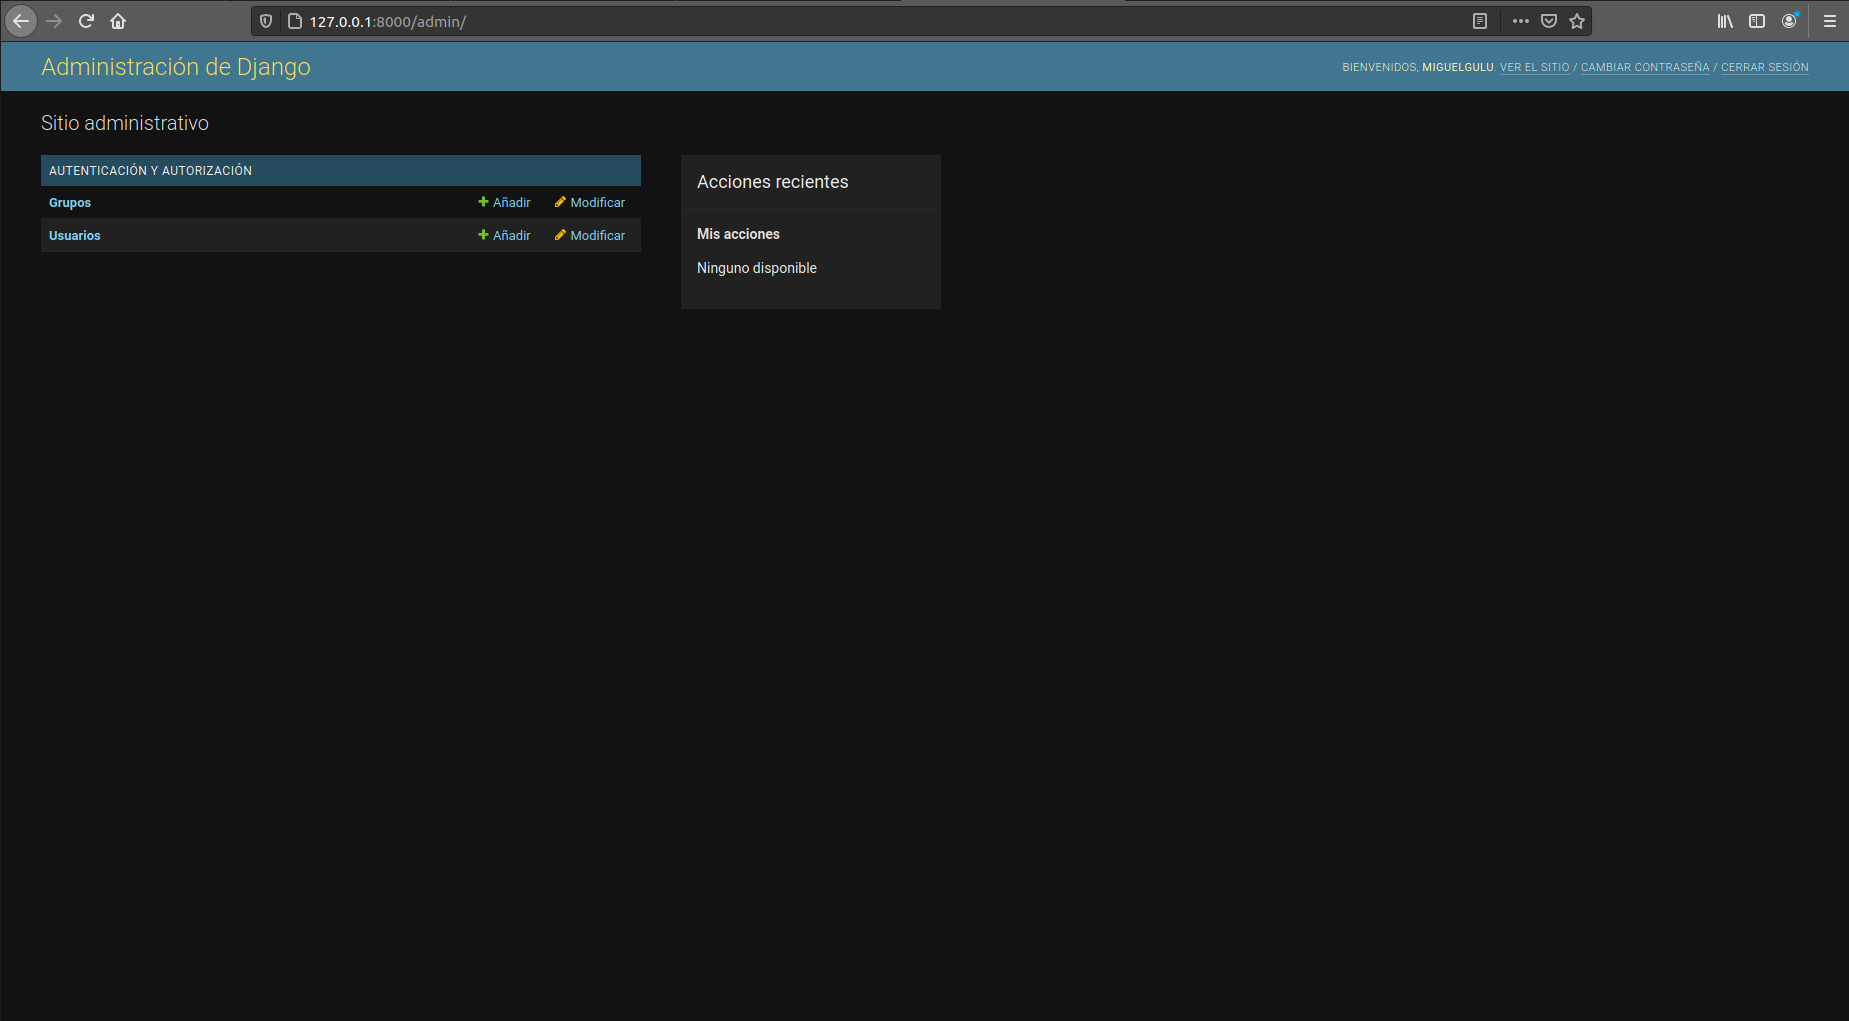 127.0.0.1:8000/admin/
Administración de Django
BIENVENIDOS, MIGUELGULU. VER EL SITIO / CAMBIAR CONTRASEÑA / CERRAR SESIÓN
Sitio administrativo
AUTENTICACIÓN Y AUTORIZACIÓN
Grupos Añadir Modificar
Usuarios Añadir Modificar
Acciones recientes
Mis acciones
Ninguno disponible